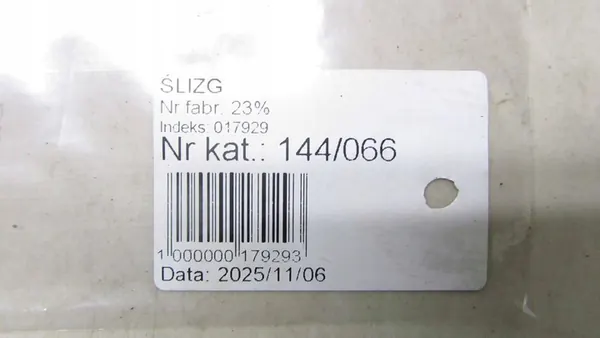 ŚLIZG
Nr fabr. 23%
Indeks: 017929
Nr kat.: 144/066
1 000000 179293
Data: 2025/11/06